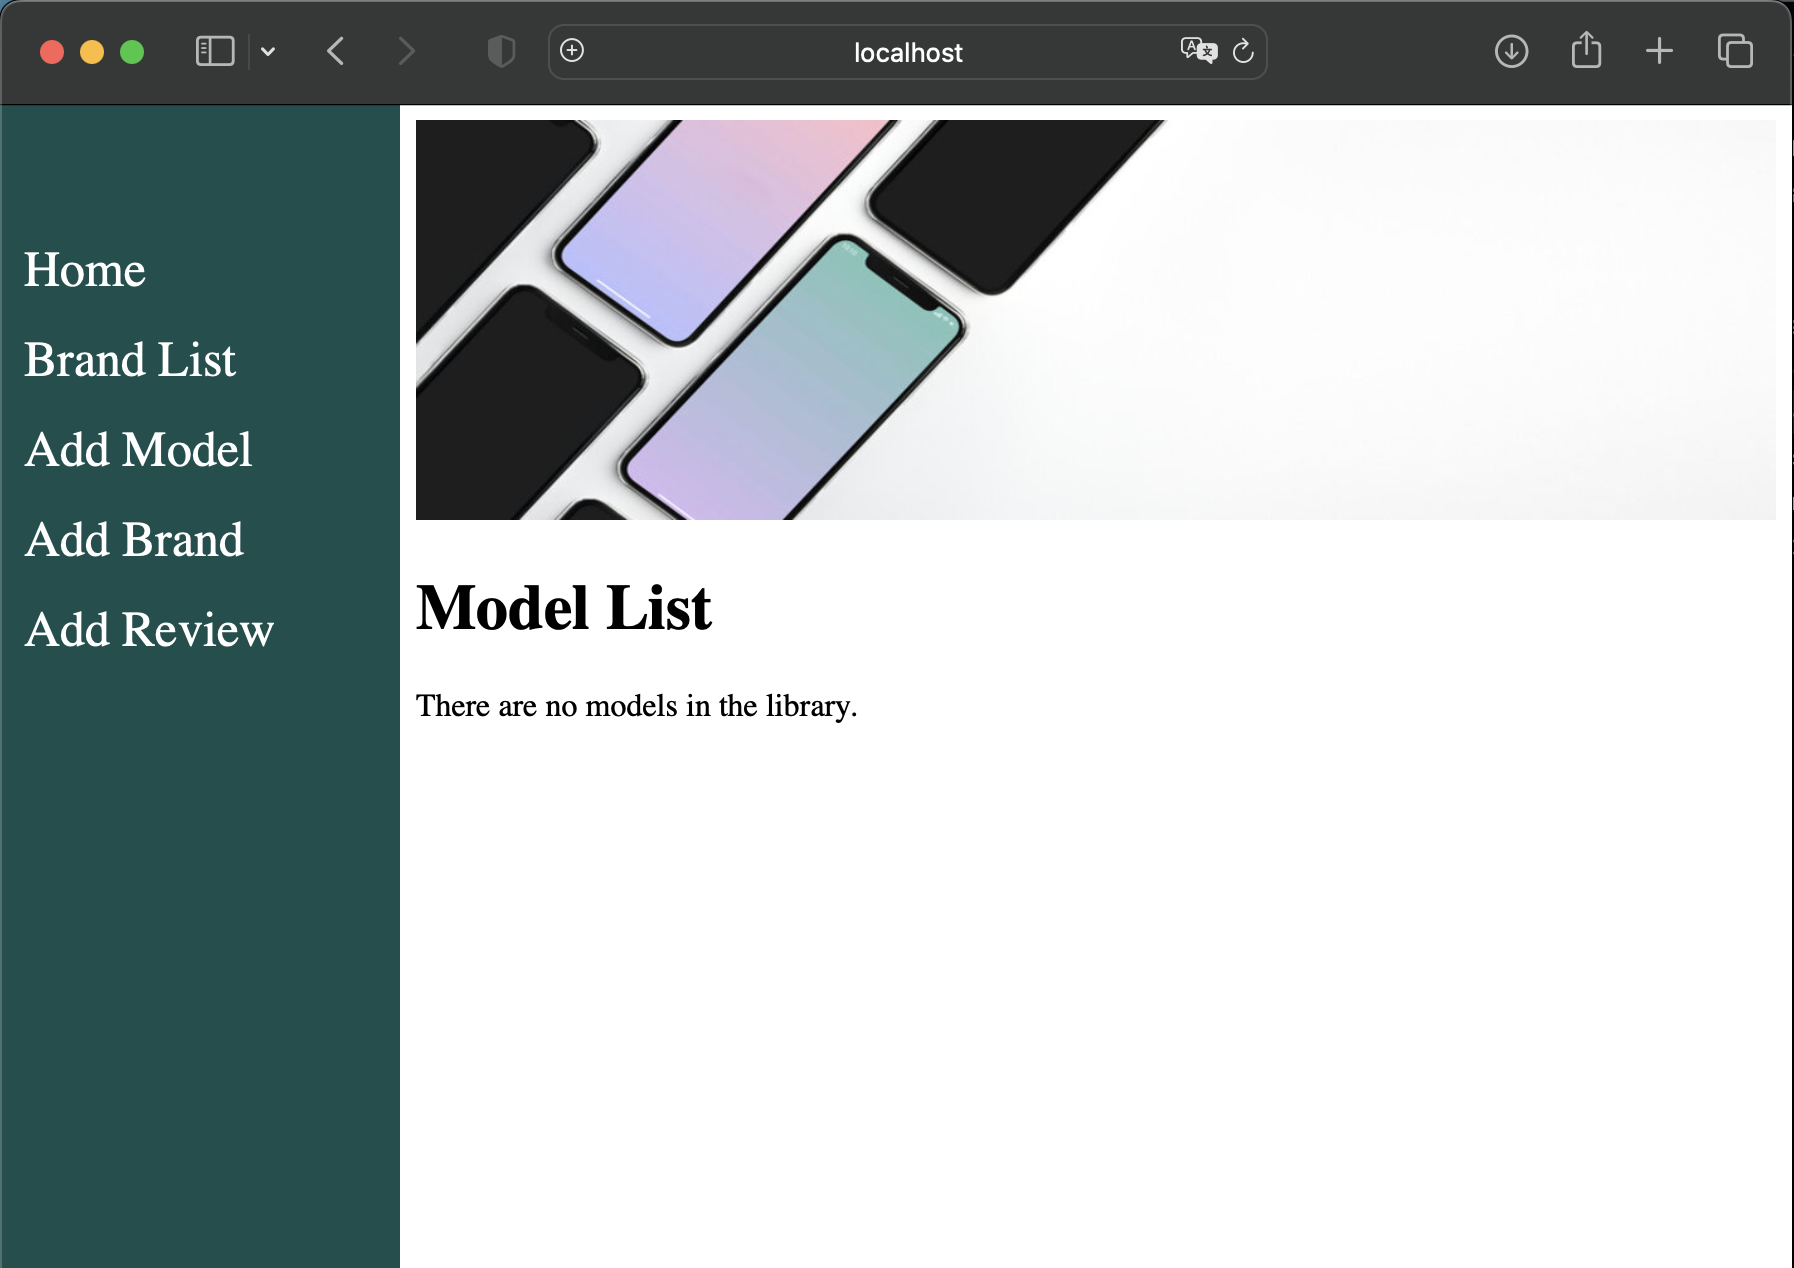 localhost
Home
Brand List
Add Model
Add Brand
Add Review
Model List
There are no models in the library.